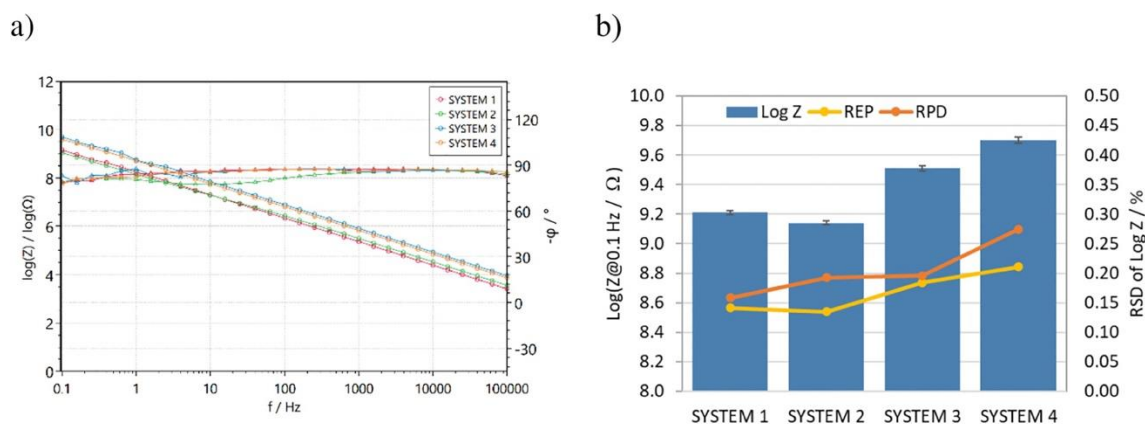 a)
12
10
8
6
4
2
0
log(Z) / log(Ω)
SYSTEM 1
SYSTEM 2
SYSTEM 3
SYSTEM 4
120
90
60
30
0
-30
-φ / °
0.1 1 10 100 1000 10000 100000
f / Hz
b)
10.0
9.8
9.6
9.4
9.2
9.0
8.8
8.6
8.4
8.2
8.0
Log(Z@0.1 Hz / Ω)
Log Z REP RPD
0.50
0.45
0.40
0.35
0.30
0.25
0.20
0.15
0.10
0.05
0.00
RSD of Log Z / %
SYSTEM 1 SYSTEM 2 SYSTEM 3 SYSTEM 4